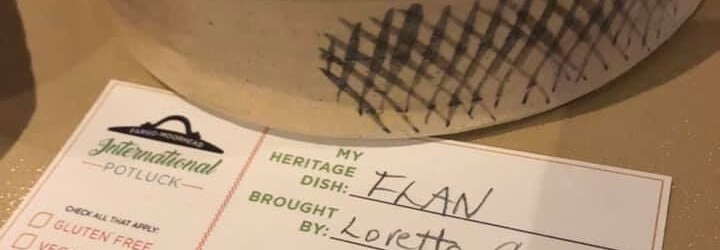 FARGO-MOORHEAD
International
POTLUCK
CHECK ALL THAT APPLY:
GLUTEN FREE
MY
HERITAGE
DISH: FLAN
BROUGHT
BY: Loretta